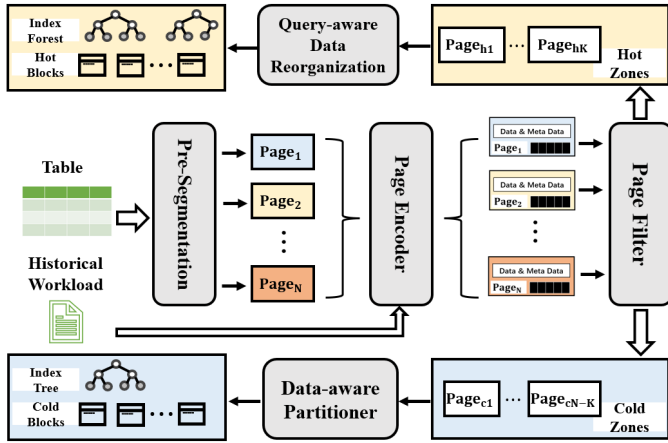 Index
Forest
Hot
Blocks
Query-aware
Data
Reorganization
Page_h1 ⋯ Page_hK
Hot
Zones
Table
Historical
Workload
Pre-Segmentation
Page_1
Page_2
Page_N
Page Encoder
Data & Meta Data
Page_1
Data & Meta Data
Page_2
Data & Meta Data
Page_N
Page Filter
Index
Tree
Cold
Blocks
Data-aware
Partitioner
Page_c1 ⋯ Page_cN−K
Cold
Zones